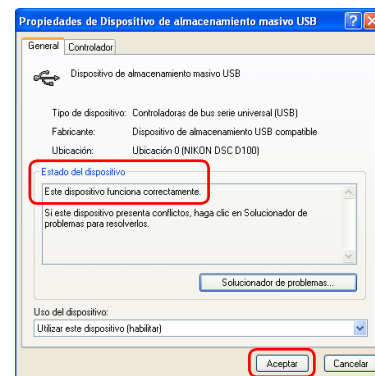 Propiedades de Dispositivo de almacenamiento masivo USB
General Controlador
Dispositivo de almacenamiento masivo USB
Tipo de dispositivo: Controladoras de bus serie universal (USB)
Fabricante: Dispositivo de almacenamiento USB compatible
Ubicación: Ubicación 0 (NIKON DSC D100)
Estado del dispositivo
Este dispositivo funciona correctamente.
Si este dispositivo presenta conflictos, haga clic en Solucionador de
problemas para resolverlos.
Solucionador de problemas...
Uso del dispositivo:
Utilizar este dispositivo (habilitar)
Aceptar Cancelar